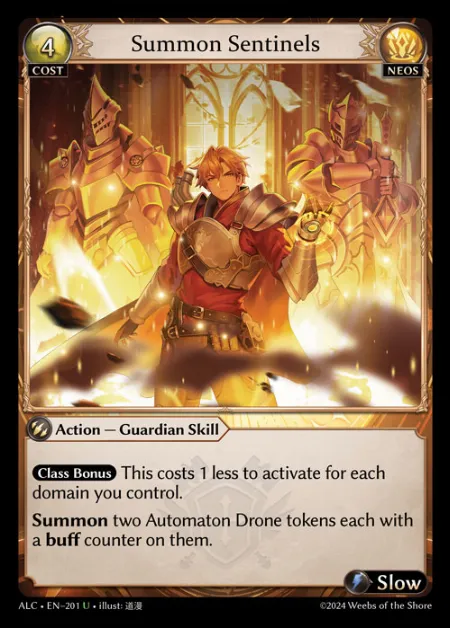 4
Summon Sentinels
COST
NEOS
Action — Guardian Skill
Class Bonus This costs 1 less to activate for each
domain you control.
Summon two Automaton Drone tokens each with
a buff counter on them.
Slow
ALC • EN-201 U • illust: 道漫
©2024 Weebs of the Shore